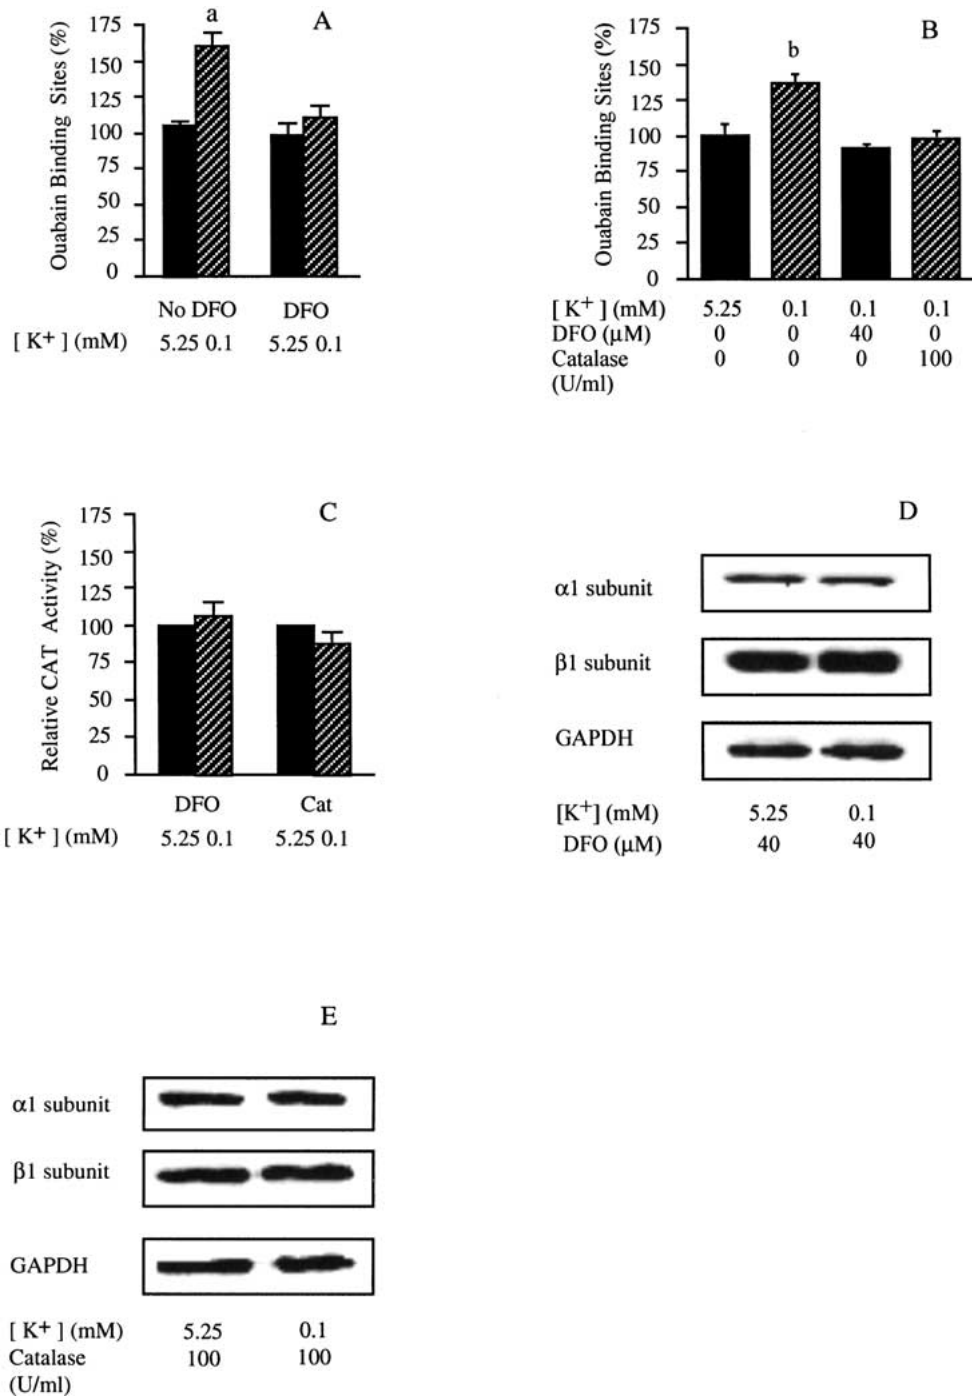 A
Ouabain Binding Sites (%)
175
150
125
100
75
50
25
0
a
No DFO DFO
[ K+ ] (mM) 5.25 0.1 5.25 0.1
B
Ouabain Binding Sites (%)
175
150
125
100
75
50
25
0
b
[ K+ ] (mM) 5.25 0.1 0.1 0.1
DFO (μM) 0 0 40 0
Catalase 0 0 0 100
(U/ml)
C
Relative CAT Activity (%)
175
150
125
100
75
50
25
0
DFO Cat
[ K+ ] (mM) 5.25 0.1 5.25 0.1
D
α1 subunit
β1 subunit
GAPDH
[K+] (mM) 5.25 0.1
DFO (μM) 40 40
E
α1 subunit
β1 subunit
GAPDH
[ K+ ] (mM) 5.25 0.1
Catalase 100 100
(U/ml)